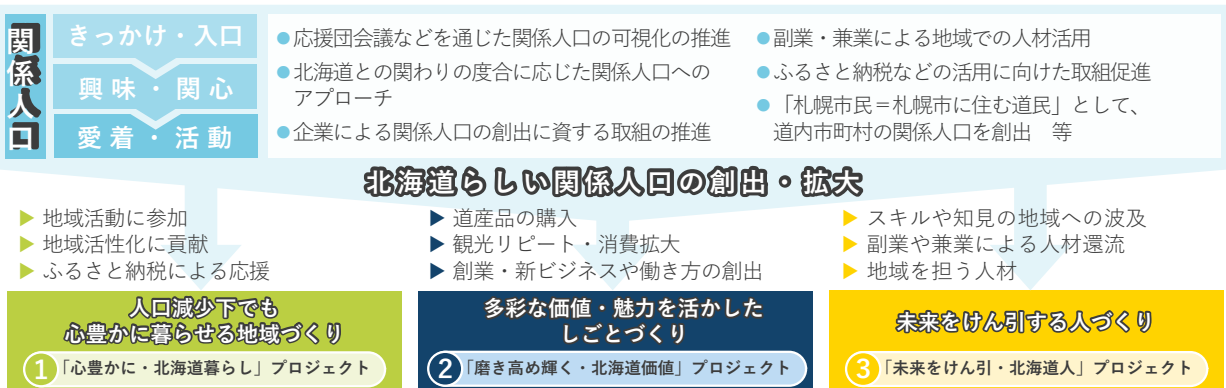 関係人口
きっかけ・入口
興味・関心
愛着・活動
●応援団会議などを通じた関係人口の可視化の推進
●北海道との関わりの度合に応じた関係人口への
アプローチ
●企業による関係人口の創出に資する取組の推進
●副業・兼業による地域での人材活用
●ふるさと納税などの活用に向けた取組促進
●「札幌市民＝札幌市に住む道民」として、
道内市町村の関係人口を創出　等
北海道らしい関係人口の創出・拡大
▶ 地域活動に参加
▶ 地域活性化に貢献
▶ ふるさと納税による応援
人口減少下でも
心豊かに暮らせる地域づくり
① 「心豊かに・北海道暮らし」プロジェクト
▶ 道産品の購入
▶ 観光リピート・消費拡大
▶ 創業・新ビジネスや働き方の創出
多彩な価値・魅力を活かした
しごとづくり
② 「磨き高め輝く・北海道価値」プロジェクト
▶ スキルや知見の地域への波及
▶ 副業や兼業による人材還流
▶ 地域を担う人材
未来をけん引する人づくり
③ 「未来をけん引・北海道人」プロジェクト